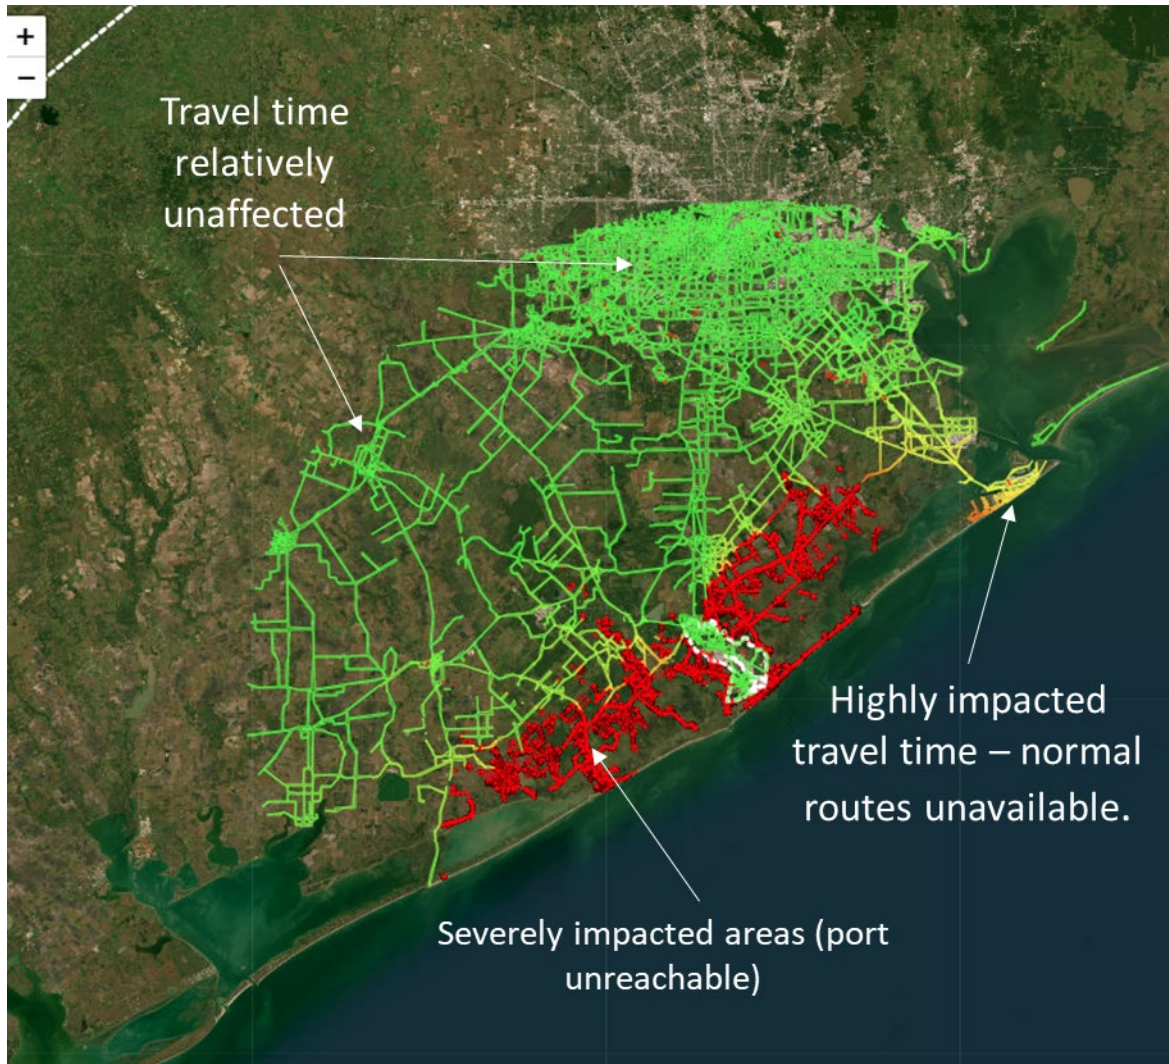 +
−
Travel time
relatively
unaffected
Highly impacted
travel time – normal
routes unavailable.
Severely impacted areas (port
unreachable)